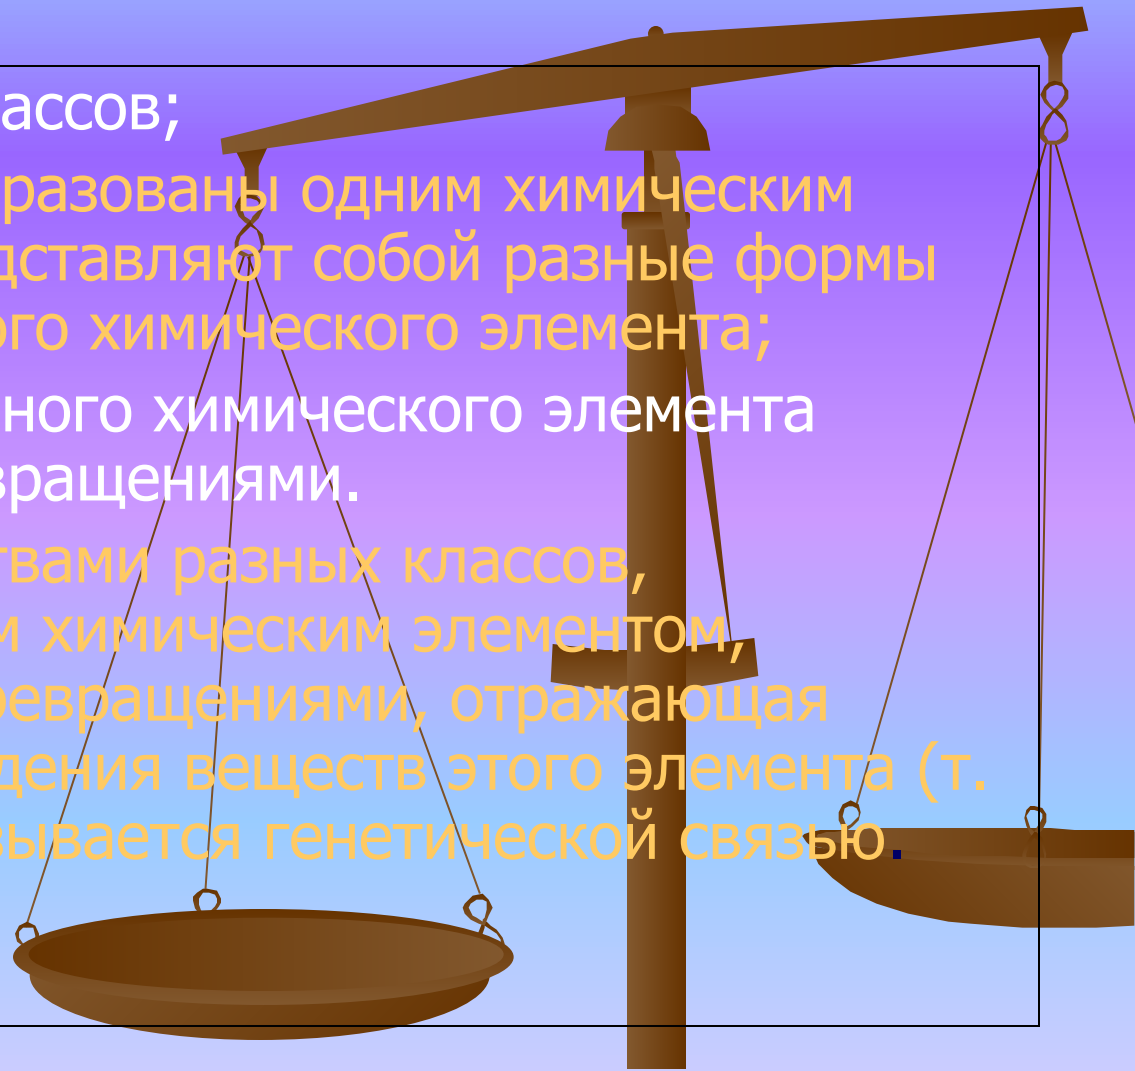 ассов;
разованы одним химическим
дставляют собой разные формы
ого химического элемента;
ного химического элемента
вращениями.
твами разных классов,
м химическим элементом,
ревращениями, отражающая
дения веществ этого элемента (т.
зывается генетической связью.